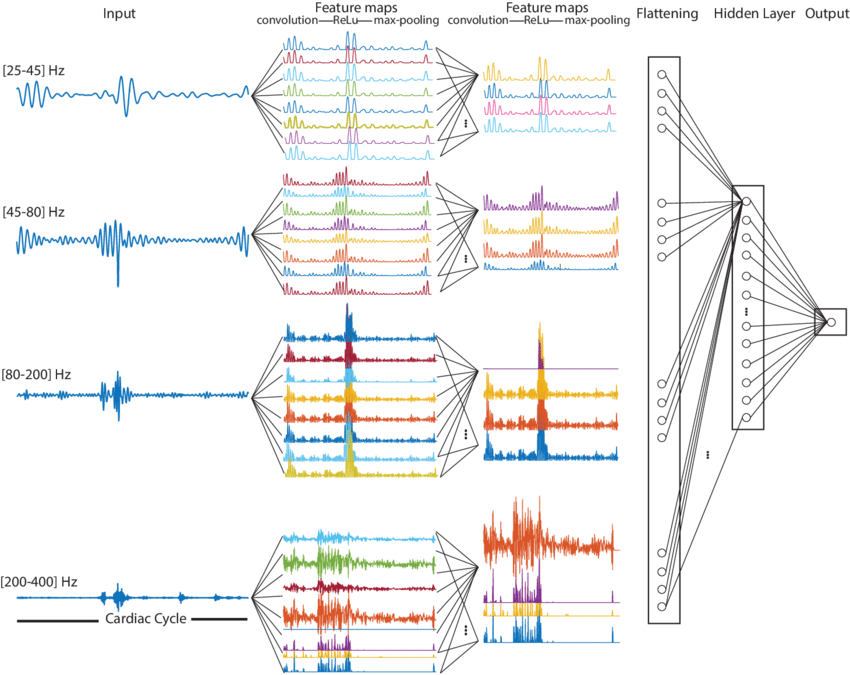 Input
Feature maps
convolution—ReLu—max-pooling
Feature maps
convolution—ReLu—max-pooling
Flattening
Hidden Layer
Output
[25-45] Hz
...
...
[45-80] Hz
...
...
[80-200] Hz
...
...
[200-400] Hz
Cardiac Cycle
...